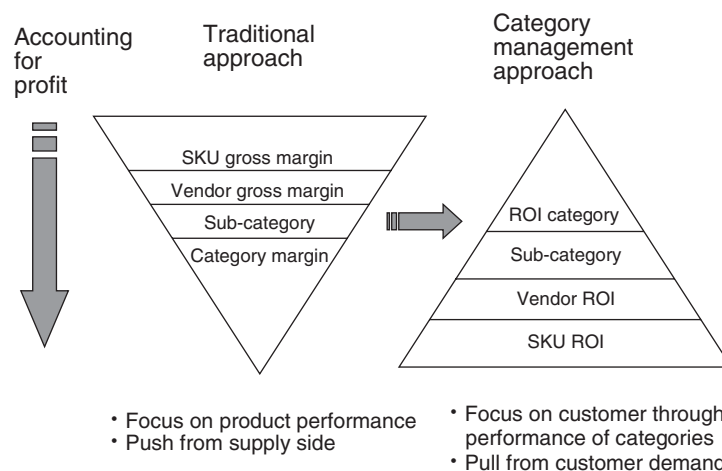 Accounting
for
profit
Traditional
approach
Category
management
approach
SKU gross margin
Vendor gross margin
Sub-category
Category margin
ROI category
Sub-category
Vendor ROI
SKU ROI
• Focus on product performance
• Push from supply side
• Focus on customer through
performance of categories
• Pull from customer demand